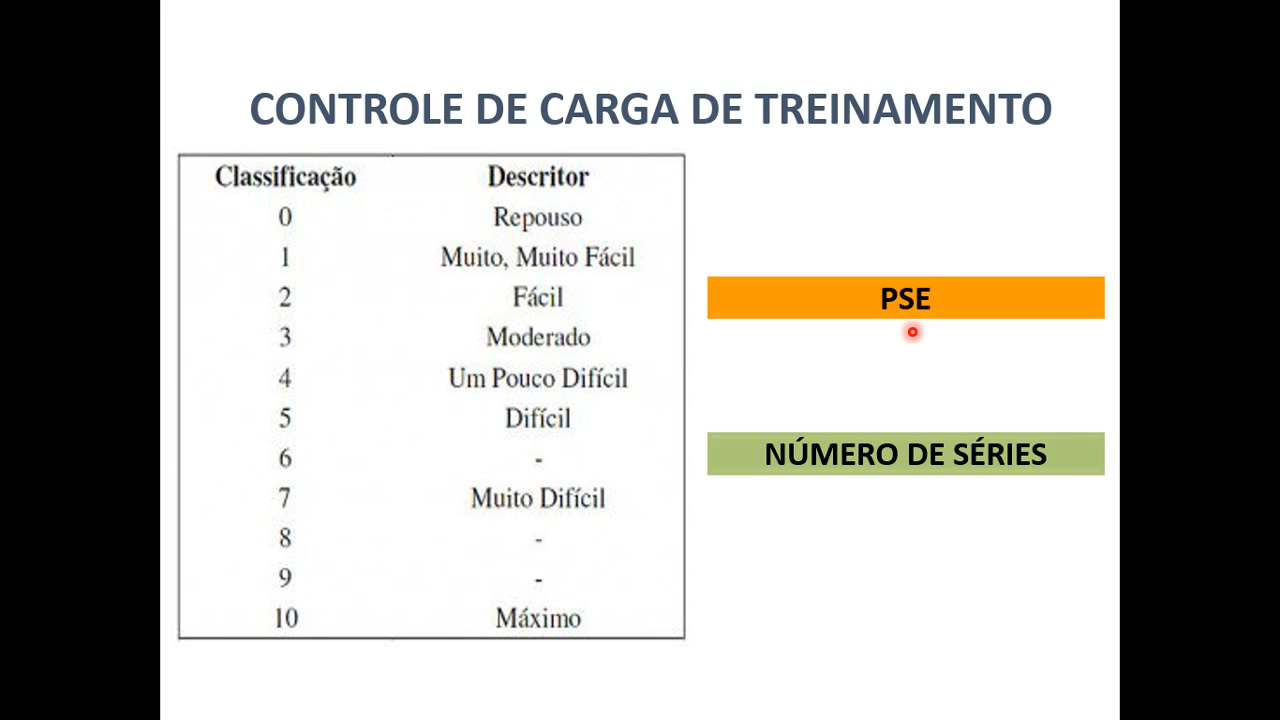 CONTROLE DE CARGA DE TREINAMENTO
Classificação Descritor
0 Repouso
1 Muito, Muito Fácil
2 Fácil
3 Moderado
4 Um Pouco Difícil
5 Difícil
6 -
7 Muito Difícil
8 -
9 -
10 Máximo
PSE
NÚMERO DE SÉRIES